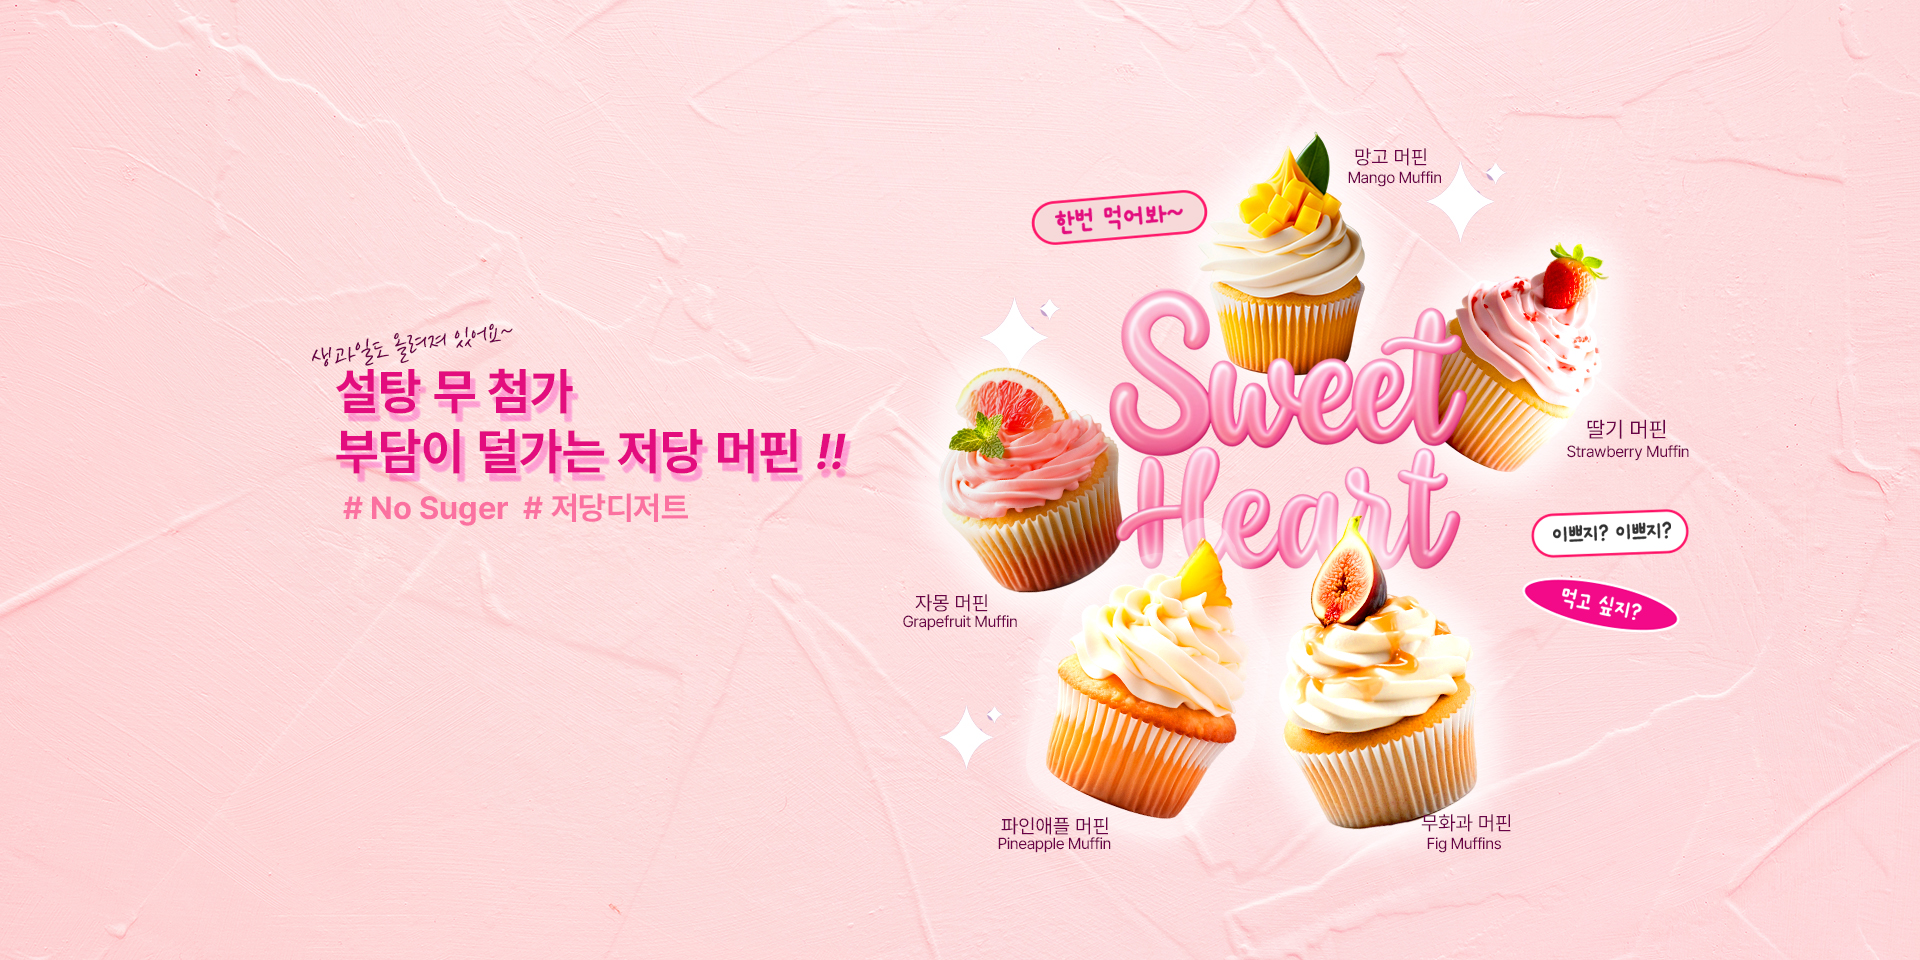 생과일도 올려져 있어요~
설탕 무 첨가
부담이 덜가는 저당 머핀 !!
# No Suger # 저당디저트
한번 먹어봐~
망고 머핀
Mango Muffin
Sweet
Heart
딸기 머핀
Strawberry Muffin
이쁘지? 이쁘지?
먹고 싶지?
자몽 머핀
Grapefruit Muffin
파인애플 머핀
Pineapple Muffin
무화과 머핀
Fig Muffins